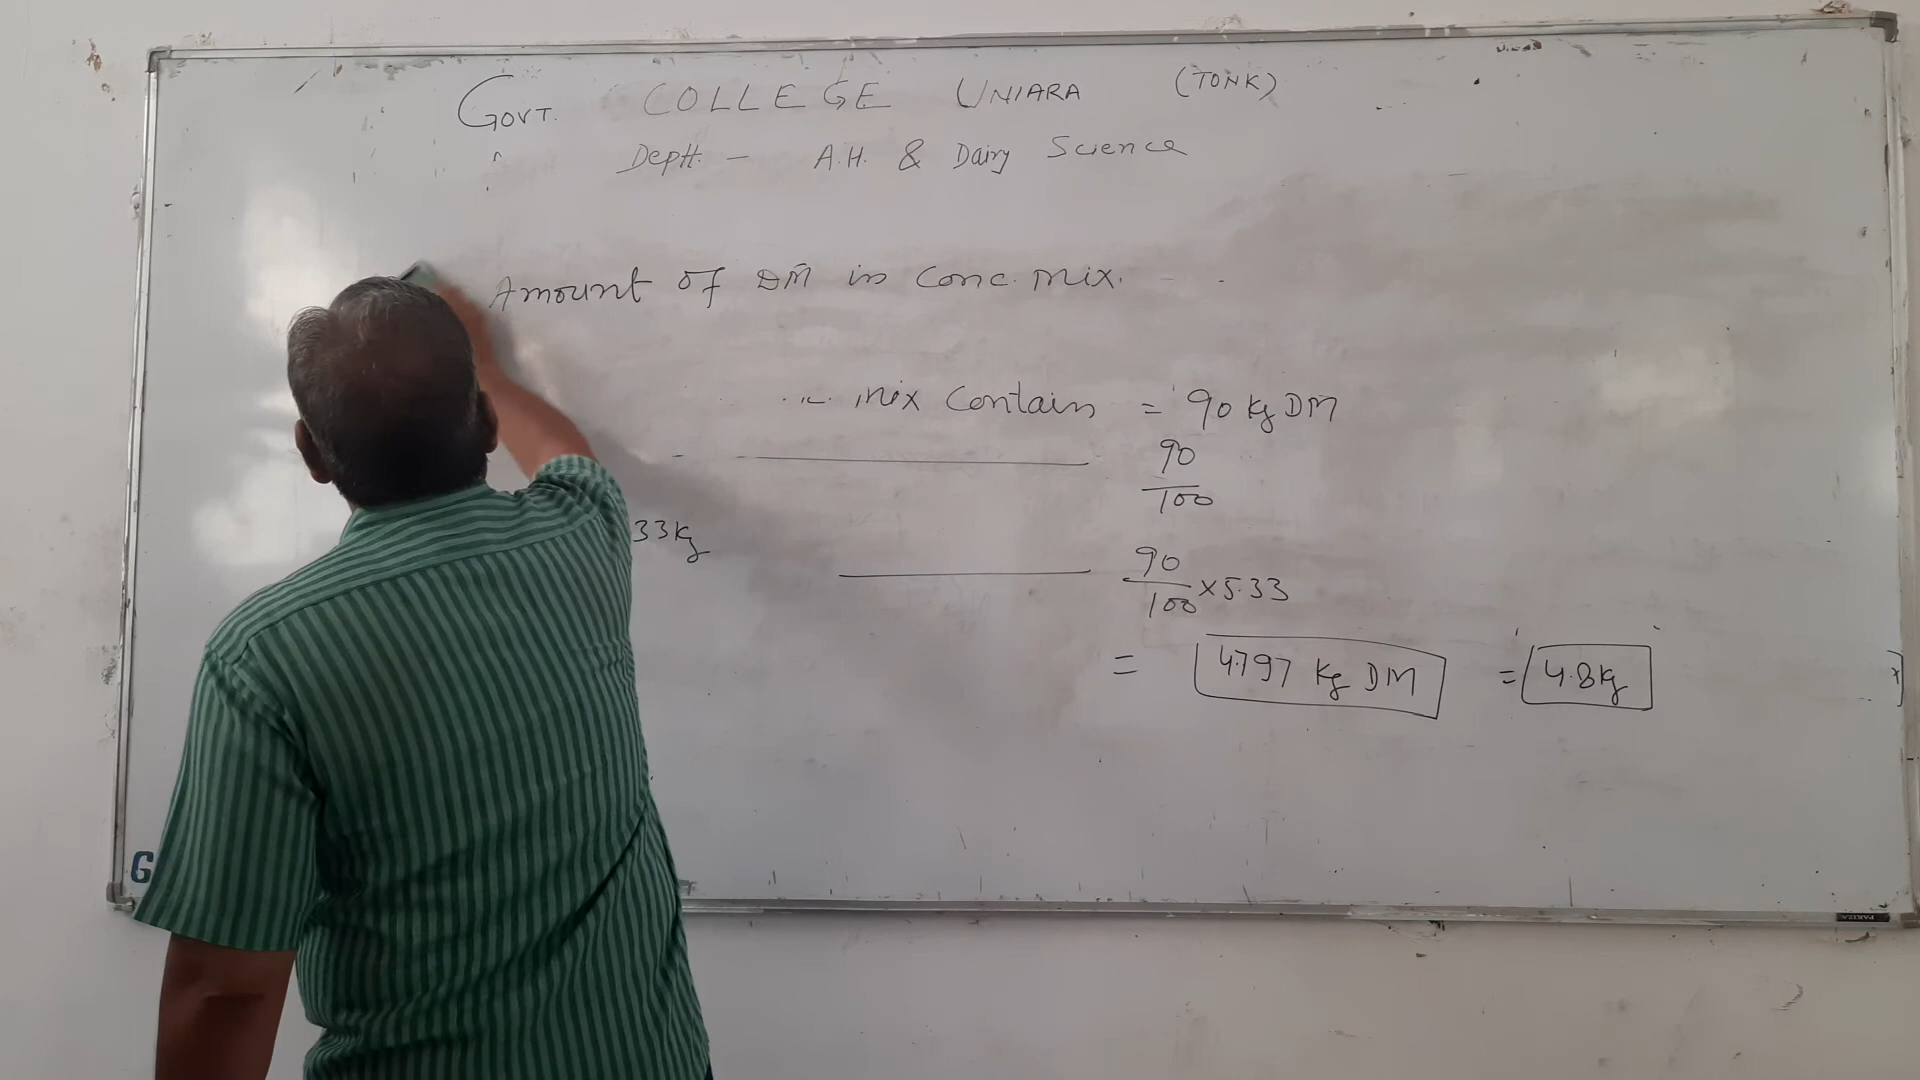 GOVT. COLLEGE UNIARA (TONK)
Deptt. - A.H. & Dairy Science
Amount of DM in Conc. mix.
mix Contain = 90 kg DM
90
100
33kg
90
100 ×5.33
= 4.797 Kg DM = 4.8kg
G
PARIZA